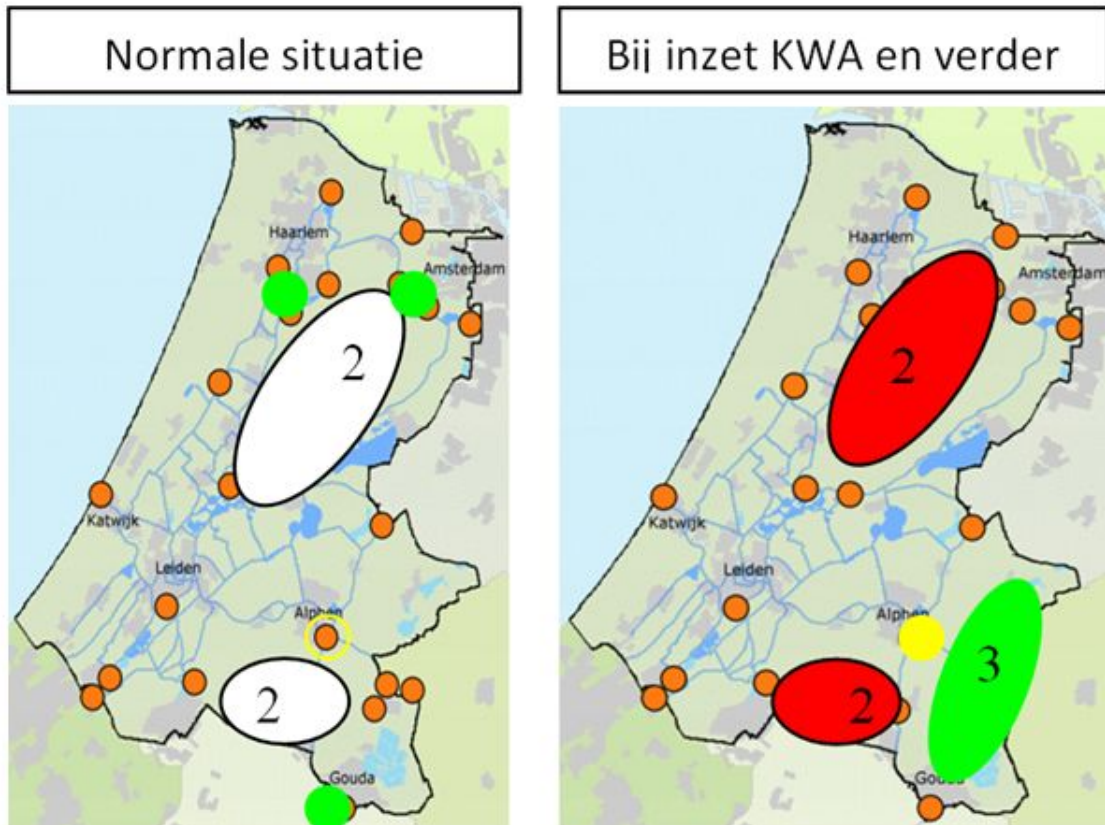 Normale situatie
Haarlem
Amsterdam
2
Katwijk
Leiden
Alphen
2
Gouda
Bij inzet KWA en verder
Haarlem
Amsterdam
2
Katwijk
Leiden
Alphen
3
2